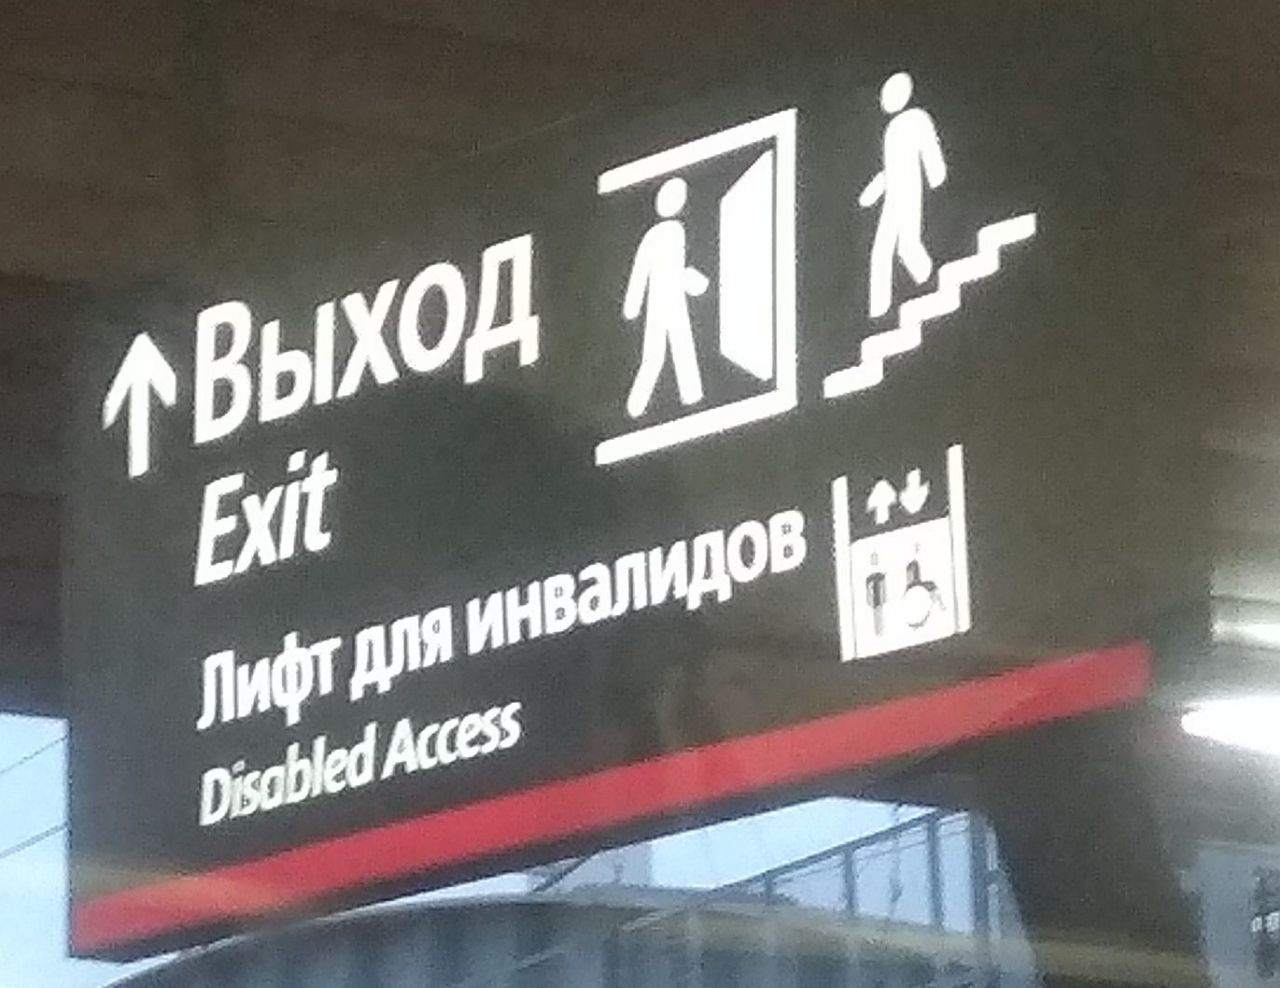 Выход
Exit
Лифт для инвалидов
Disabled Access